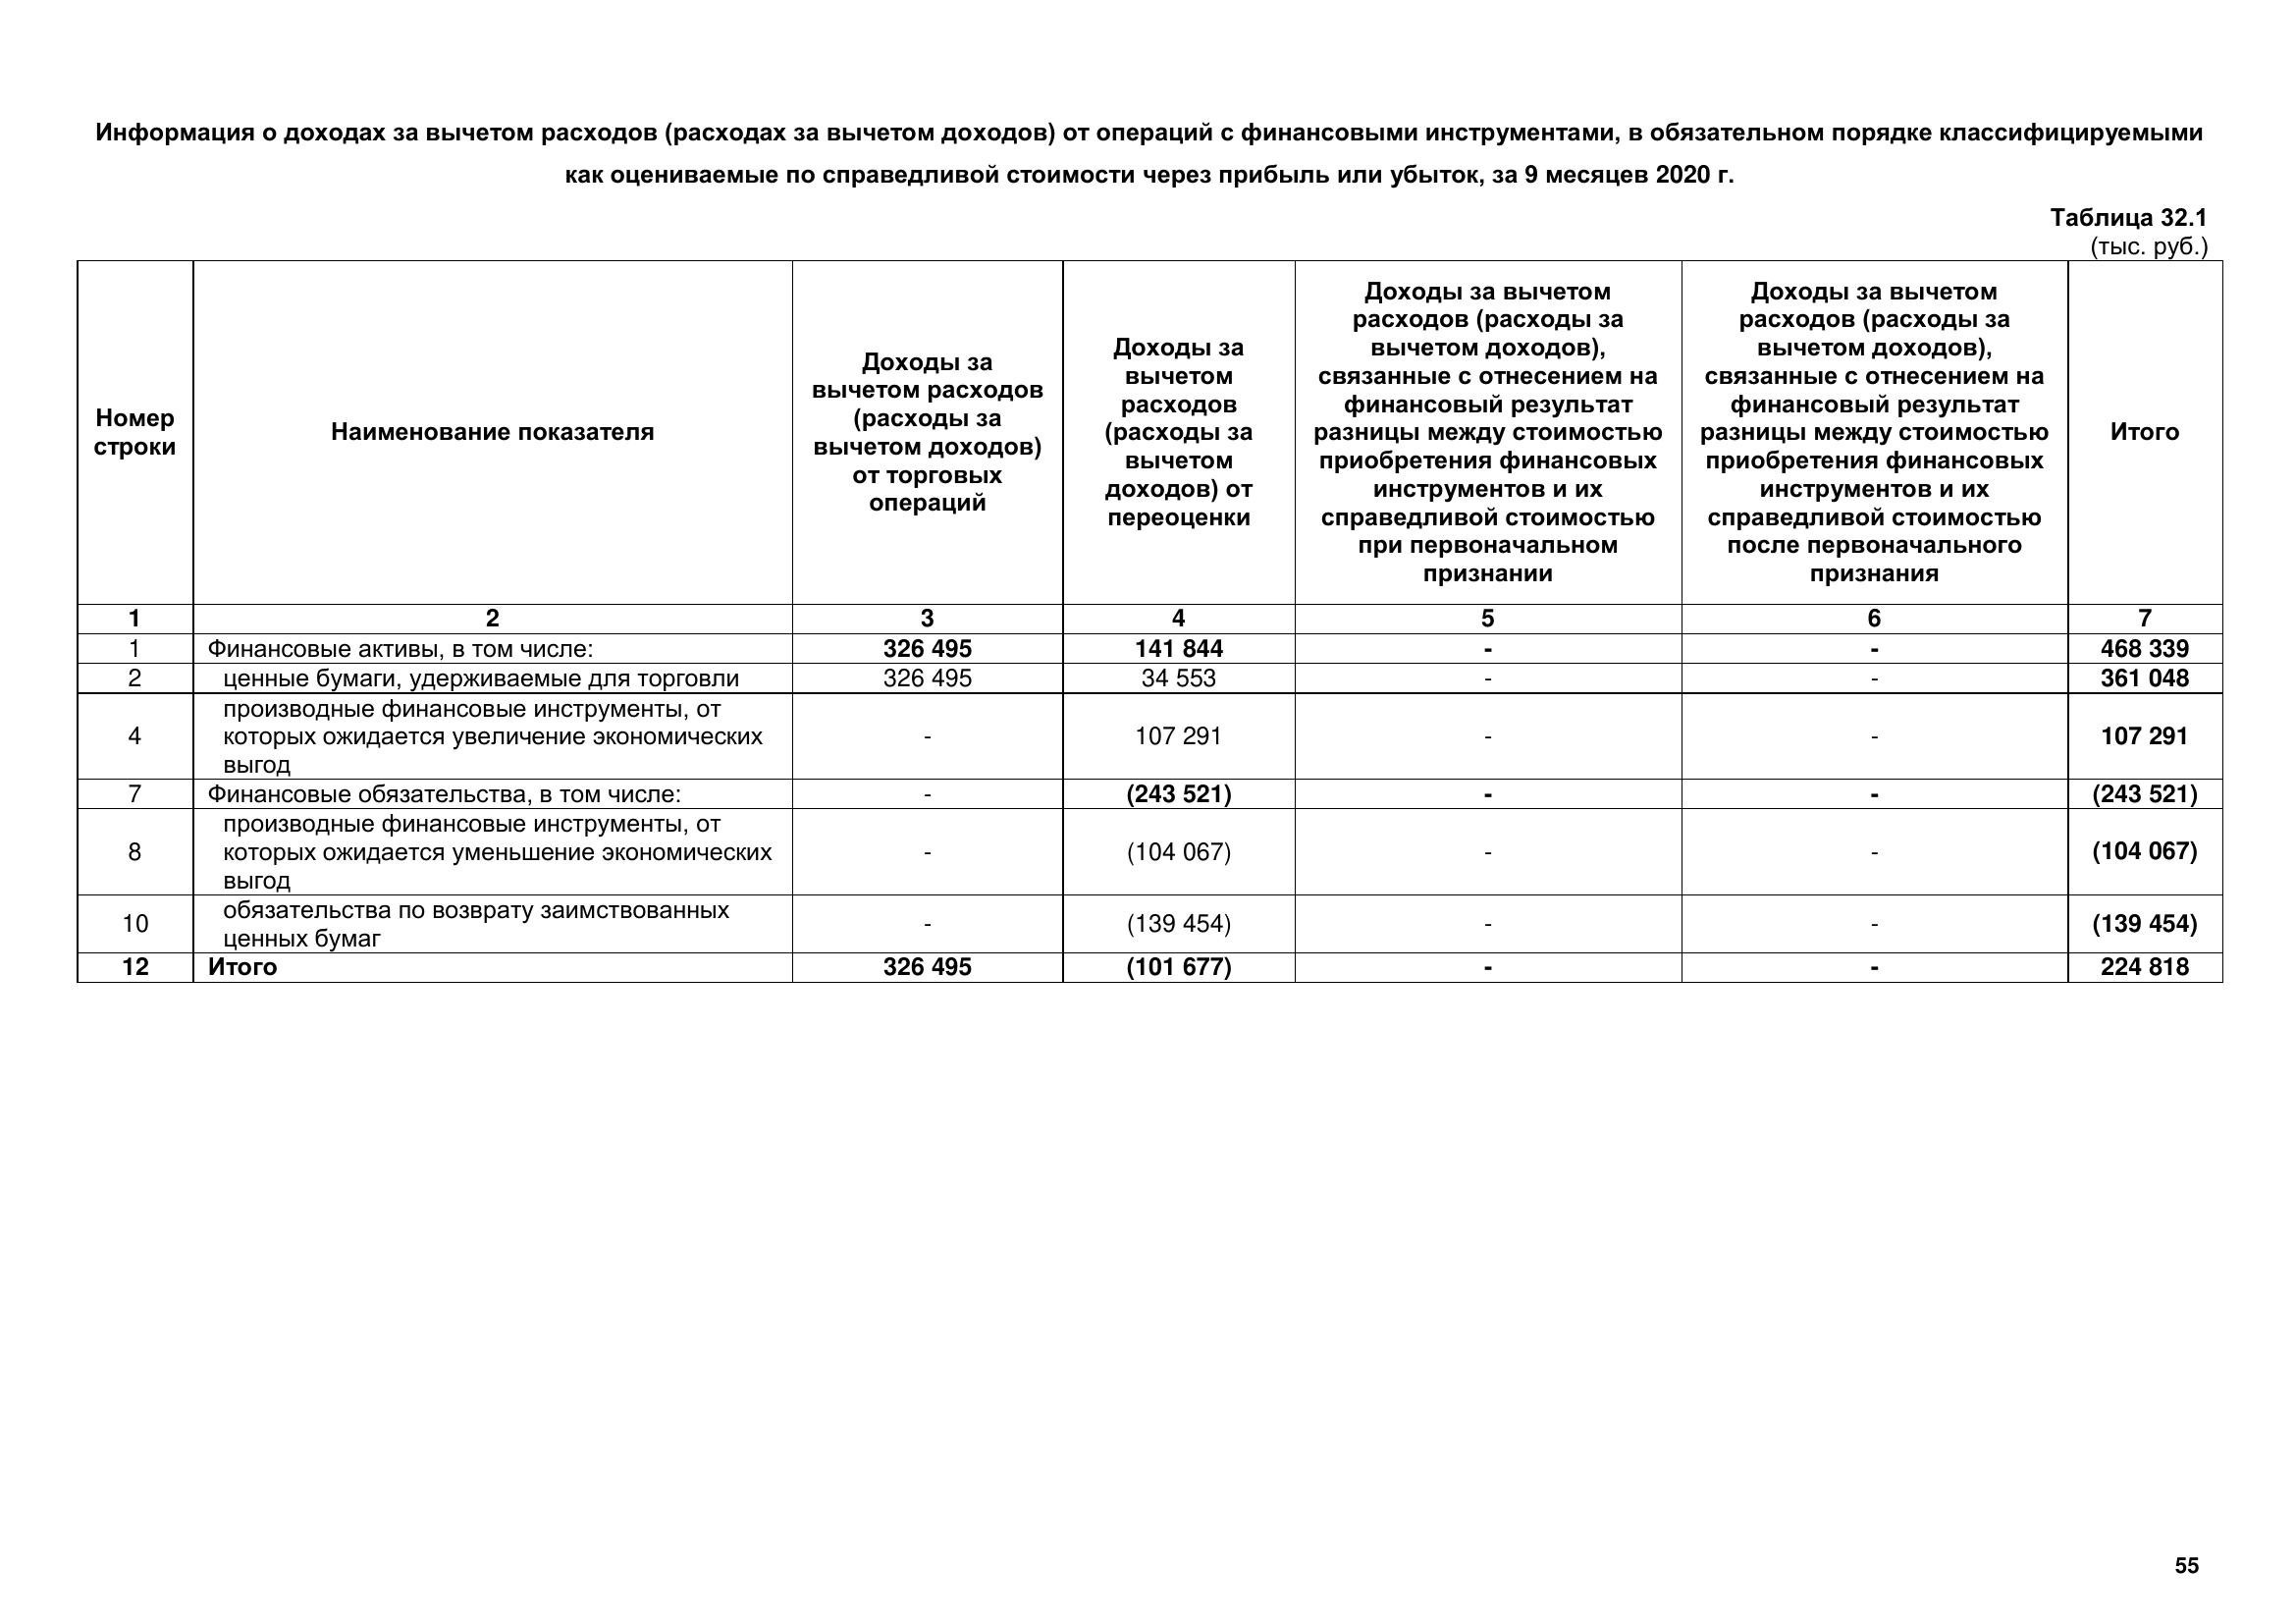 Информация о доходах за вычетом расходов (расходах за вычетом доходов) от операций с финансовыми инструментами, в обязательном порядке классифицируемыми
как оцениваемые по справедливой стоимости через прибыль или убыток, за 9 месяцев 2020 г.
Таблица 32.1
(тыс. руб.)
Номер
строки
Наименование показателя
Доходы за
вычетом расходов
(расходы за
вычетом доходов)
от торговых
операций
Доходы за
вычетом
расходов
(расходы за
вычетом
доходов) от
переоценки
Доходы за вычетом
расходов (расходы за
вычетом доходов),
связанные с отнесением на
финансовый результат
разницы между стоимостью
приобретения финансовых
инструментов и их
справедливой стоимостью
при первоначальном
признании
Доходы за вычетом
расходов (расходы за
вычетом доходов),
связанные с отнесением на
финансовый результат
разницы между стоимостью
приобретения финансовых
инструментов и их
справедливой стоимостью
после первоначального
признания
Итого
1 2 3 4 5 6 7
1 Финансовые активы, в том числе: 326 495 141 844 - - 468 339
2 ценные бумаги, удерживаемые для торговли 326 495 34 553 - - 361 048
производные финансовые инструменты, от
4 которых ожидается увеличение экономических - 107 291 - - 107 291
выгод
7 Финансовые обязательства, в том числе: - (243 521) - - (243 521)
производные финансовые инструменты, от
8 которых ожидается уменьшение экономических - (104 067) - - (104 067)
выгод
10 обязательства по возврату заимствованных - (139 454) - - (139 454)
ценных бумаг
12 Итого 326 495 (101 677) - - 224 818
55